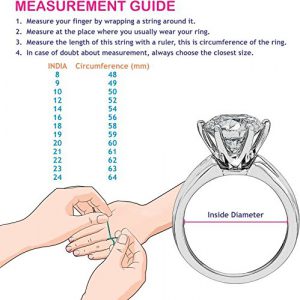 MEASUREMENT GUIDE
1. Measure your finger by wrapping a string around it.
2. Measure at the place where you usually wear your ring.
3. Measure the length of this string with a ruler, this is circumference of the ring.
4. In case of doubt about measurement, always choose the closest size.
INDIA Circumference (mm)
8 48
9 49
10 50
12 52
14 54
16 56
18 58
19 59
20 60
21 61
22 62
23 63
24 64
Inside Diameter